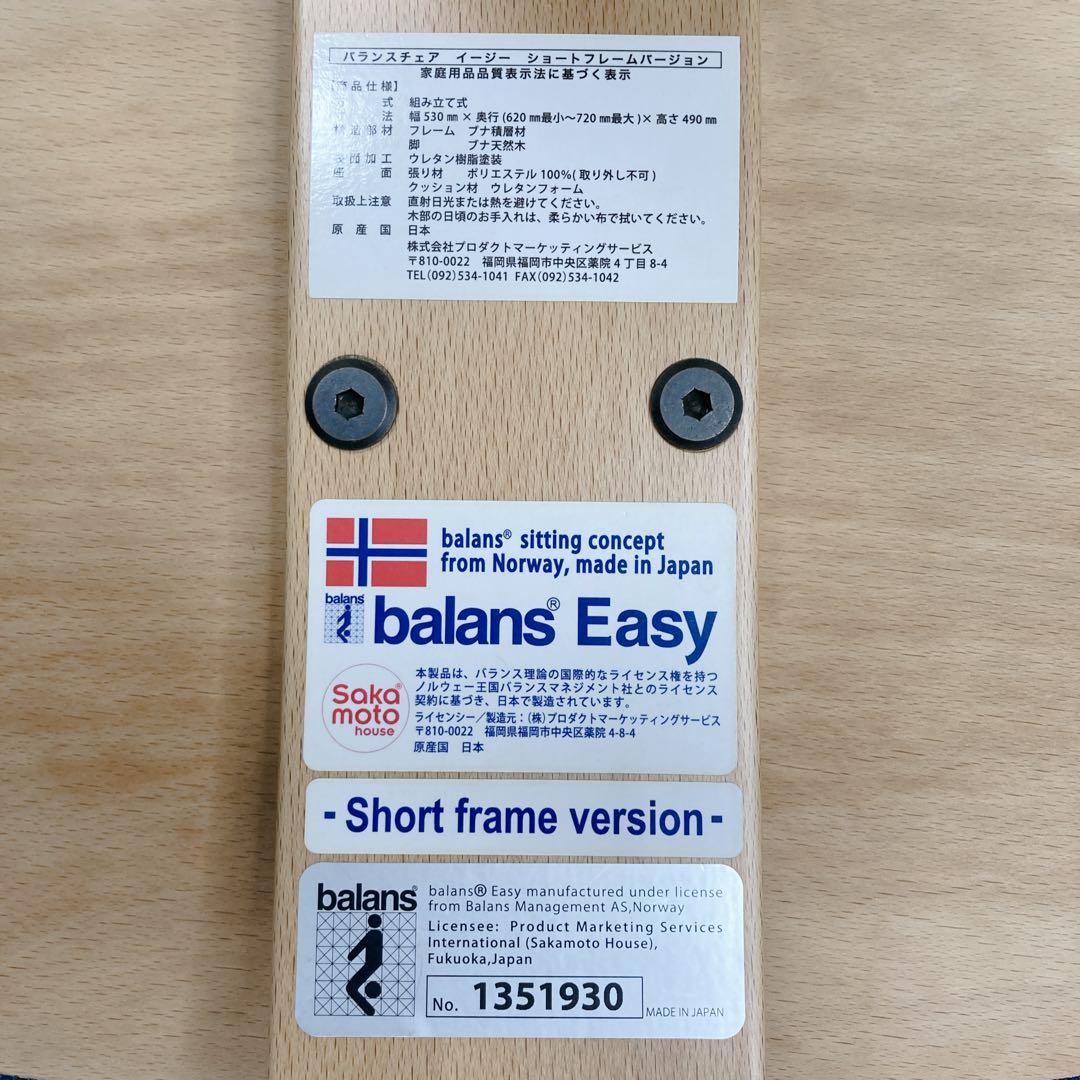 バランスチェア イージー ショートフレームバージョン
家庭用品品質表示法に基づく表示
【商品仕様】
方 式 組み立て式
寸 法 幅 530 ㎜ × 奥行 (620 ㎜最小～720 ㎜最大 )× 高さ 490 ㎜
構造部材 フレーム ブナ積層材
脚 ブナ天然木
表面加工 ウレタン樹脂塗装
座 面 張り材 ポリエステル 100%( 取り外し不可 )
クッション材 ウレタンフォーム
取扱上注意 直射日光または熱を避けてください。
木部の日頃のお手入れは、柔らかい布で拭いてください。
原 産 国 日本
株式会社プロダクトマーケッティングサービス
〒810-0022 福岡県福岡市中央区薬院 4 丁目 8-4
TEL(092)534-1041 FAX(092)534-1042
balans® sitting concept
from Norway, made in Japan
balans
balans® Easy
Saka®
moto
house
本製品は、バランス理論の国際的なライセンス権を持つ
ノルウェー王国バランスマネジメント社とのライセンス
契約に基づき、日本で製造されています。
ライセンシー／製造元：(株)プロダクトマーケッティングサービス
〒810-0022 福岡県福岡市中央区薬院 4-8-4
原産国 日本
- Short frame version -
balans®
balans® Easy manufactured under license
from Balans Management AS,Norway
Licensee: Product Marketing Services
International (Sakamoto House),
Fukuoka,Japan
No. 1351930
MADE IN JAPAN